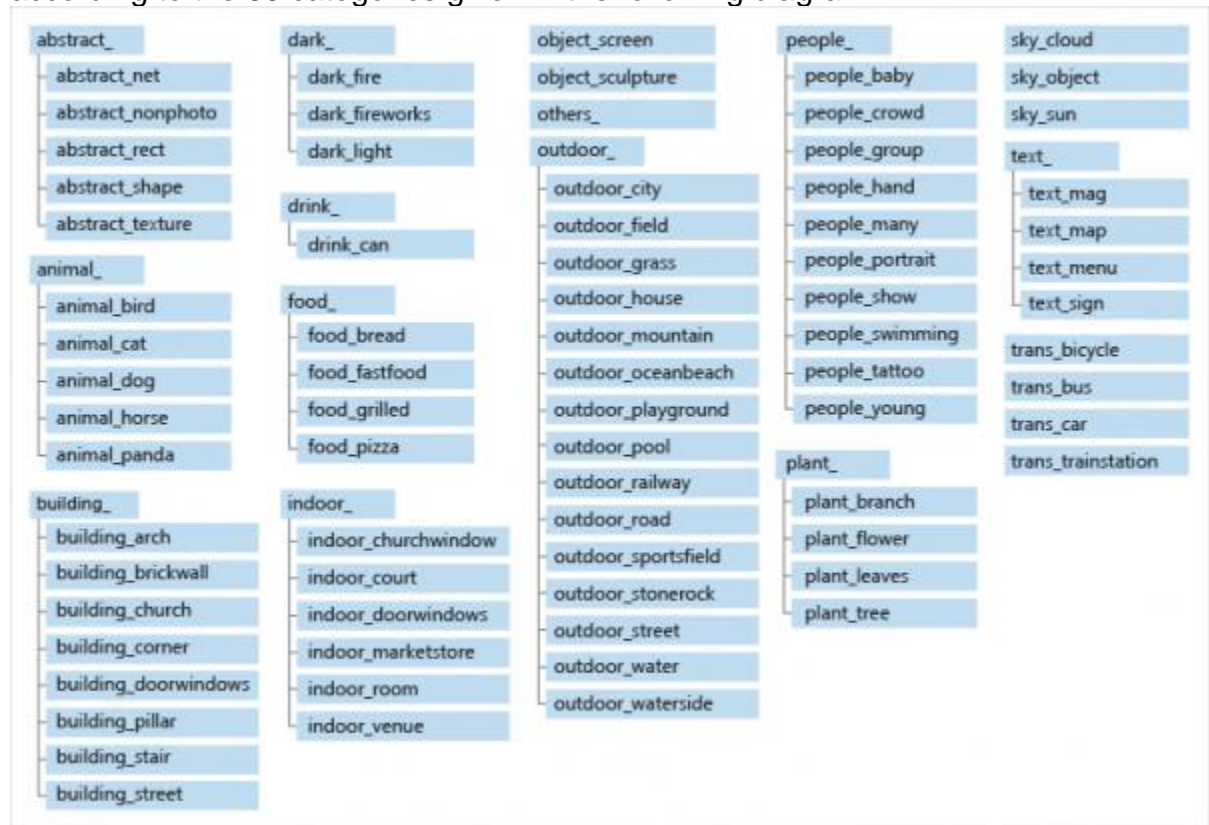 abstract_
abstract_net
abstract_nonphoto
abstract_rect
abstract_shape
abstract_texture
animal_
animal_bird
animal_cat
animal_dog
animal_horse
animal_panda
building_
building_arch
building_brickwall
building_church
building_corner
building_doorwindows
building_pillar
building_stair
building_street
dark_
dark_fire
dark_fireworks
dark_light
drink_
drink_can
food_
food_bread
food_fastfood
food_grilled
food_pizza
indoor_
indoor_churchwindow
indoor_court
indoor_doorwindows
indoor_marketstore
indoor_room
indoor_venue
object_screen
object_sculpture
others_
outdoor_
outdoor_city
outdoor_field
outdoor_grass
outdoor_house
outdoor_mountain
outdoor_oceanbeach
outdoor_playground
outdoor_pool
outdoor_railway
outdoor_road
outdoor_sportsfield
outdoor_stonerock
outdoor_street
outdoor_water
outdoor_waterside
people_
people_baby
people_crowd
people_group
people_hand
people_many
people_portrait
people_show
people_swimming
people_tattoo
people_young
plant_
plant_branch
plant_flower
plant_leaves
plant_tree
sky_cloud
sky_object
sky_sun
text_
text_mag
text_map
text_menu
text_sign
trans_bicycle
trans_bus
trans_car
trans_trainstation